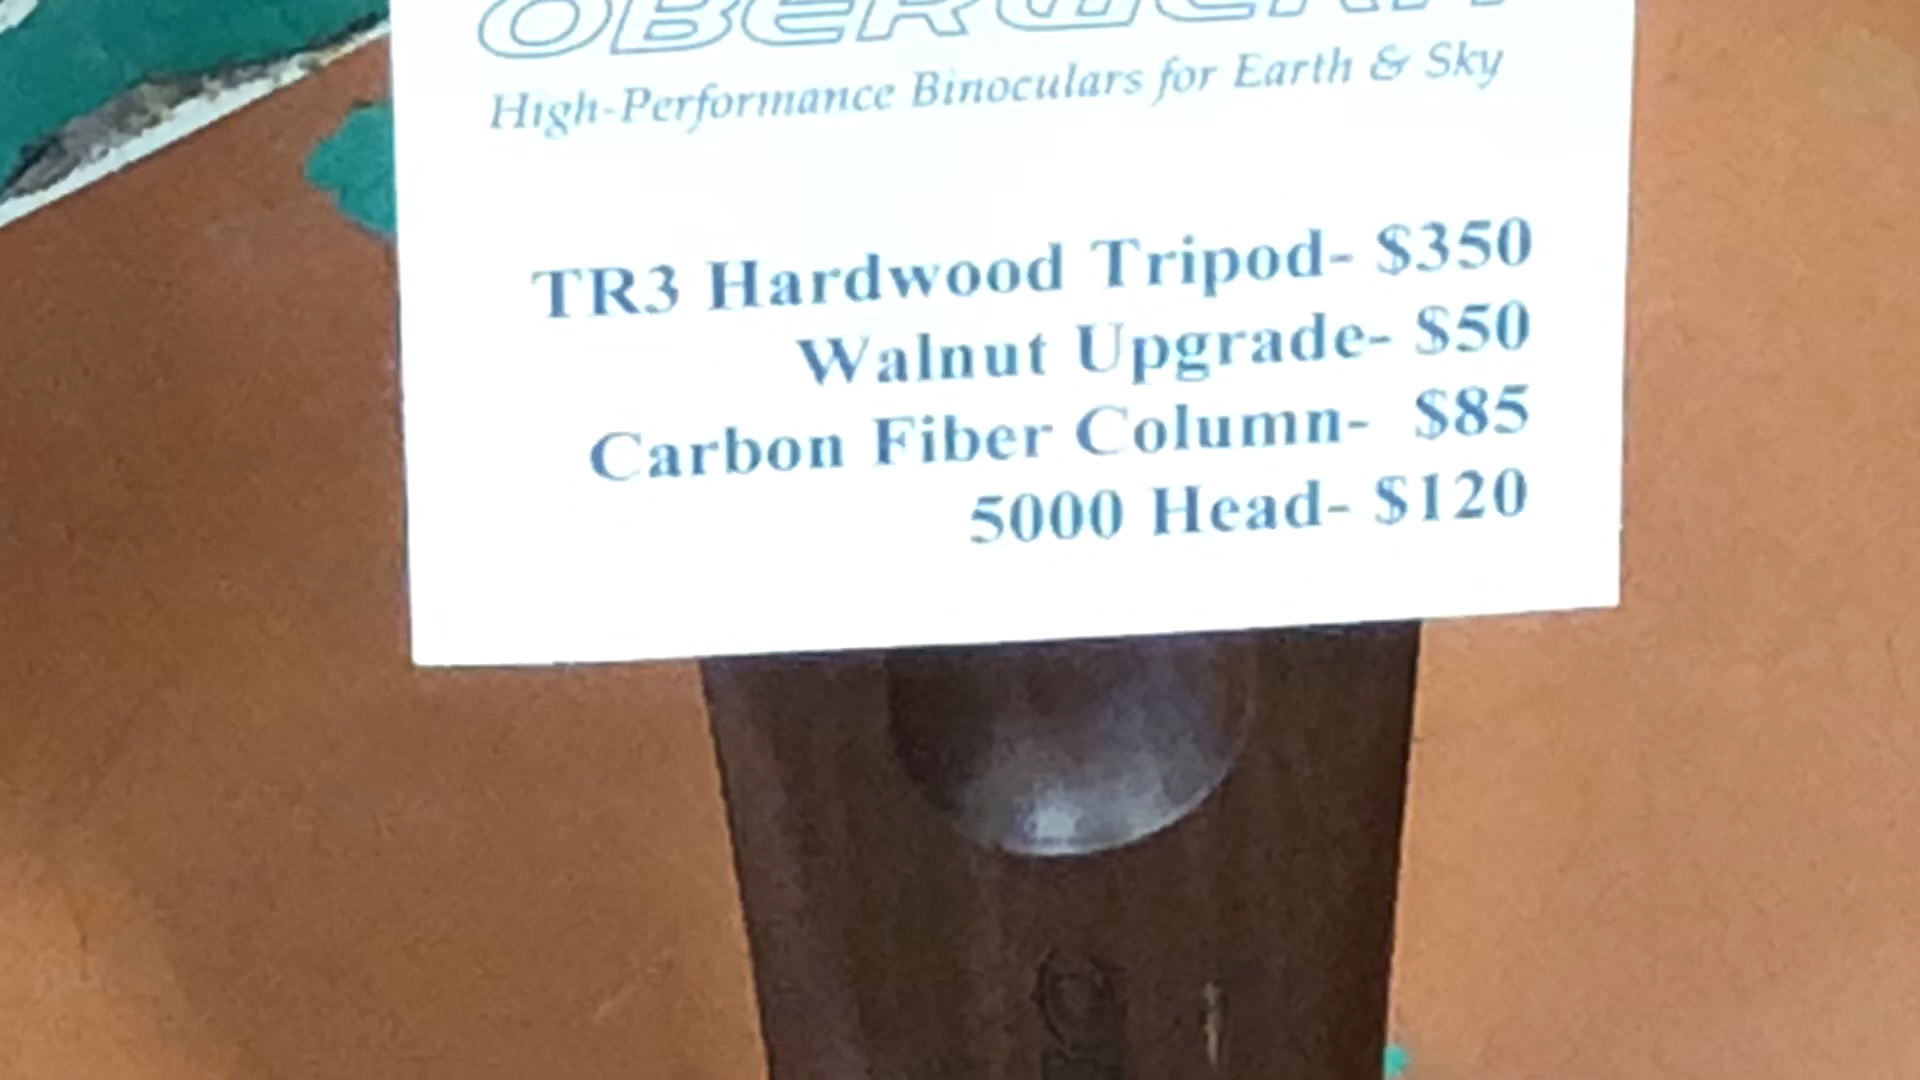 OBERWERK
High-Performance Binoculars for Earth & Sky
TR3 Hardwood Tripod- $350
Walnut Upgrade- $50
Carbon Fiber Column- $85
5000 Head- $120